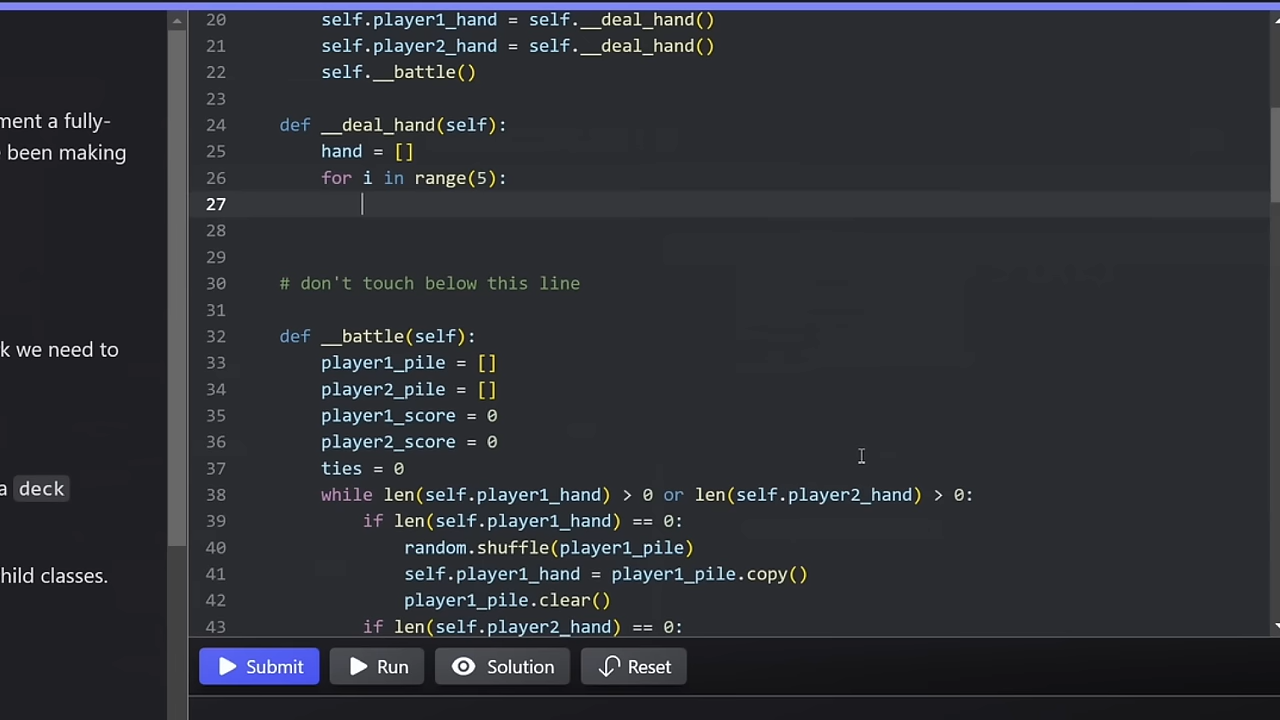 ment a fully-
been making
k we need to
a deck
hild classes.
20 self.player1_hand = self.__deal_hand()
21 self.player2_hand = self.__deal_hand()
22 self.__battle()
23
24 def __deal_hand(self):
25 hand = []
26 for i in range(5):
27
28
29
30 # don't touch below this line
31
32 def __battle(self):
33 player1_pile = []
34 player2_pile = []
35 player1_score = 0
36 player2_score = 0
37 ties = 0
38 while len(self.player1_hand) > 0 or len(self.player2_hand) > 0:
39 if len(self.player1_hand) == 0:
40 random.shuffle(player1_pile)
41 self.player1_hand = player1_pile.copy()
42 player1_pile.clear()
43 if len(self.player2_hand) == 0:
Submit Run Solution Reset